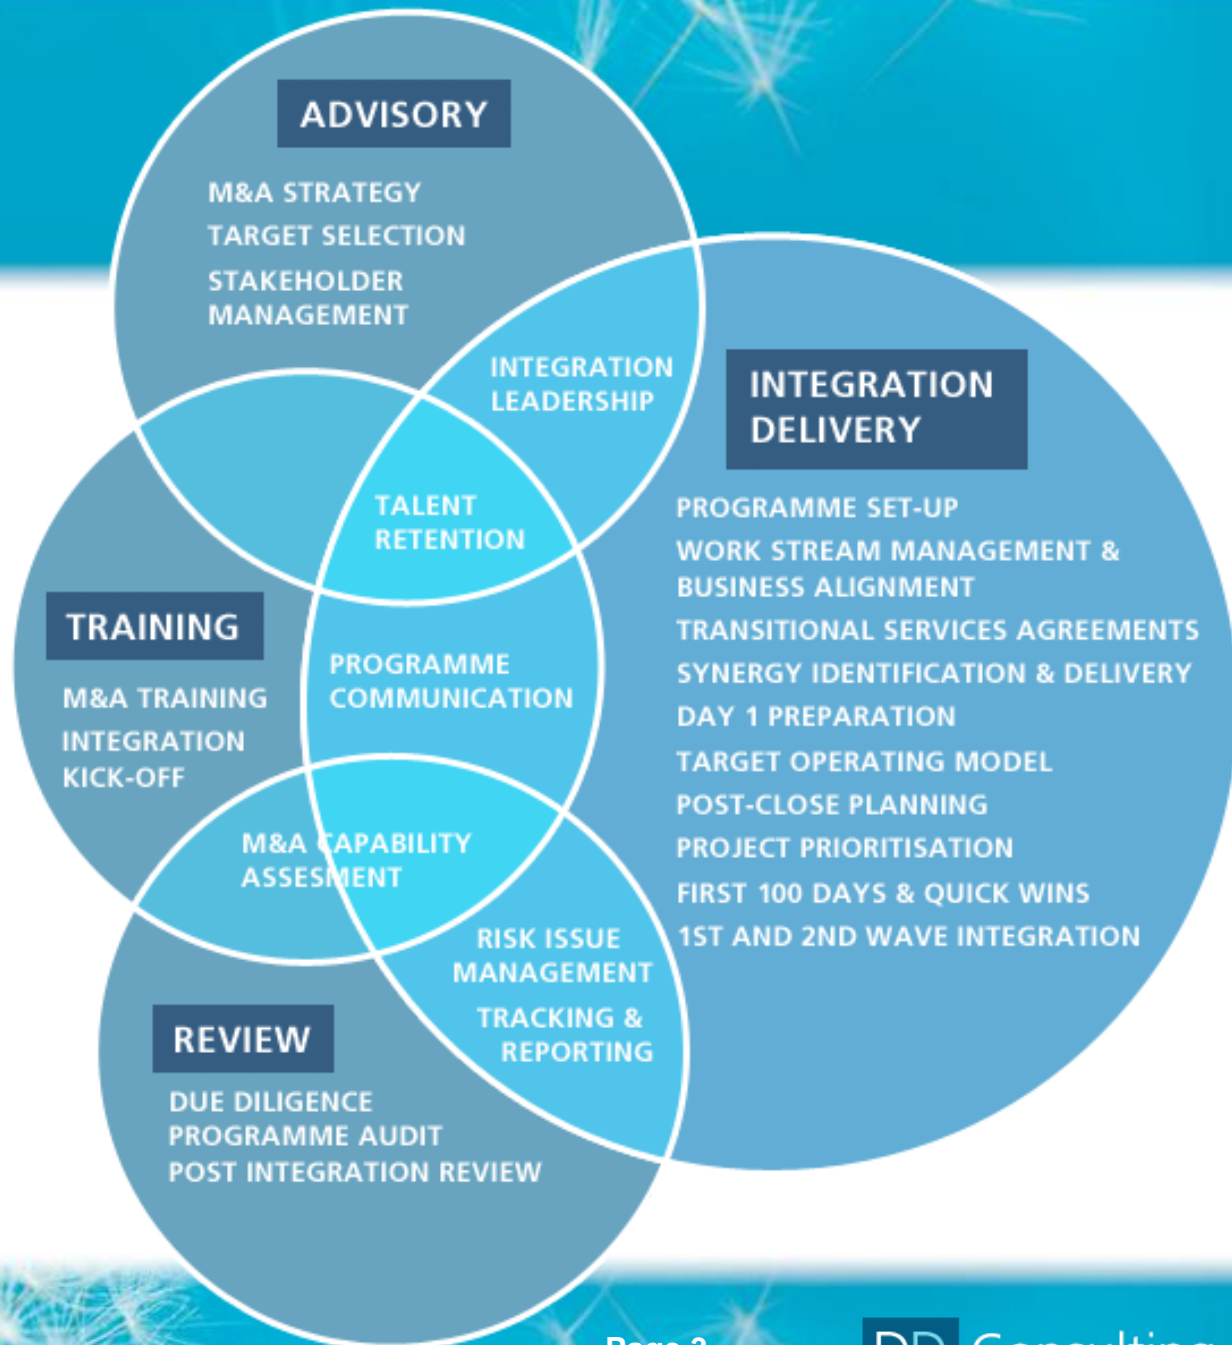 ADVISORY
M&A STRATEGY
TARGET SELECTION
STAKEHOLDER
MANAGEMENT
INTEGRATION
LEADERSHIP
INTEGRATION
DELIVERY
TALENT
RETENTION
PROGRAMME SET-UP
WORK STREAM MANAGEMENT &
BUSINESS ALIGNMENT
TRANSITIONAL SERVICES AGREEMENTS
SYNERGY IDENTIFICATION & DELIVERY
DAY 1 PREPARATION
TARGET OPERATING MODEL
POST-CLOSE PLANNING
PROJECT PRIORITISATION
FIRST 100 DAYS & QUICK WINS
1ST AND 2ND WAVE INTEGRATION
TRAINING
M&A TRAINING
INTEGRATION
KICK-OFF
PROGRAMME
COMMUNICATION
M&A CAPABILITY
ASSESMENT
RISK ISSUE
MANAGEMENT
TRACKING &
REPORTING
REVIEW
DUE DILIGENCE
PROGRAMME AUDIT
POST INTEGRATION REVIEW
Page
Consulting